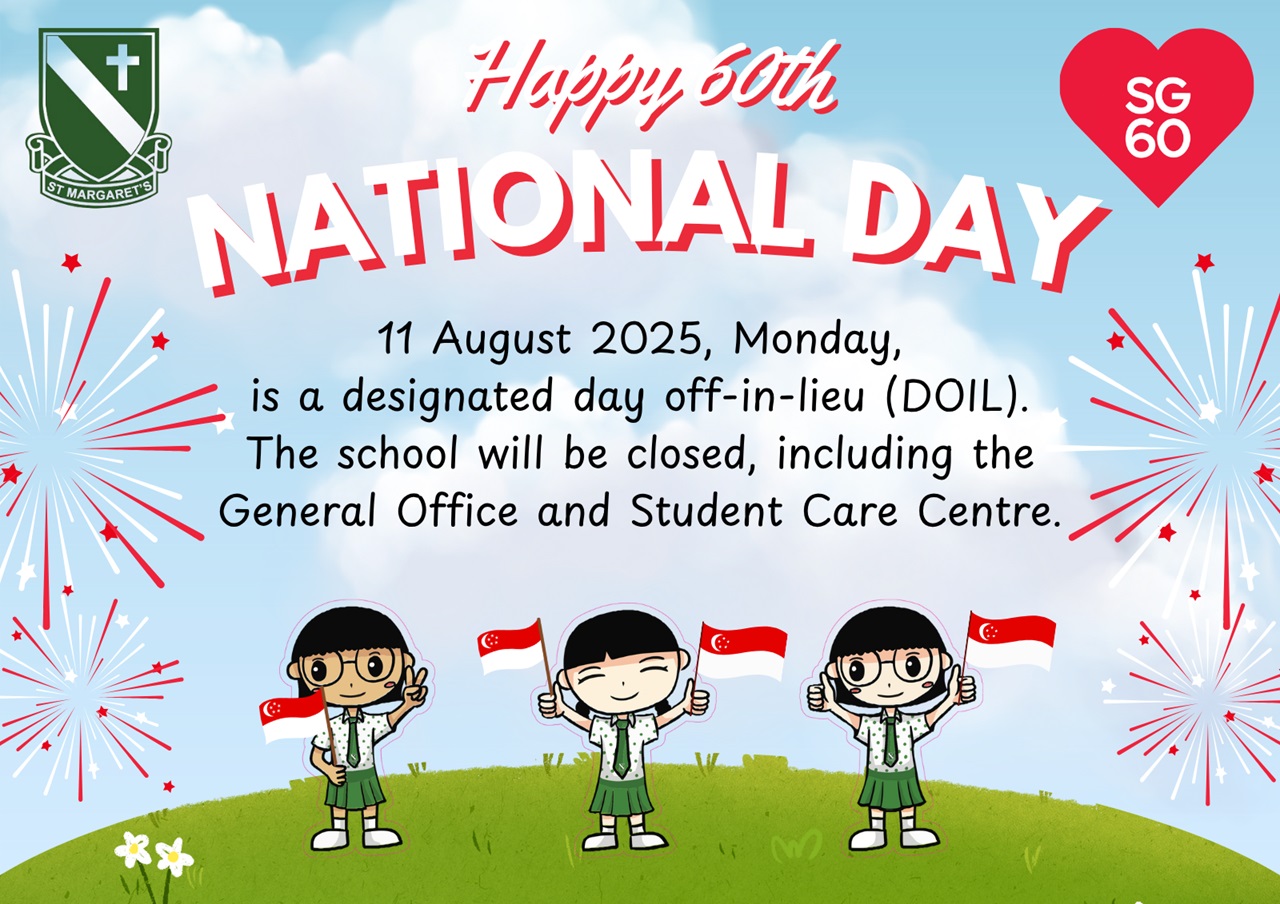 Happy 60th
NATIONAL DAY
ST MARGARET'S
SG
60
11 August 2025, Monday,
is a designated day off-in-lieu (DOIL).
The school will be closed, including the
General Office and Student Care Centre.